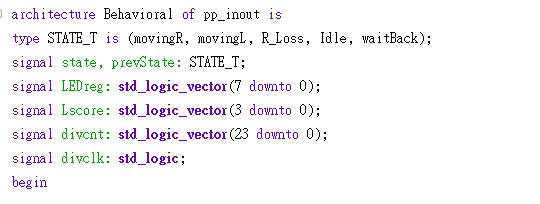 architecture Behavioral of pp_inout is
type STATE_T is (movingR, movingL, R_Loss, Idle, waitBack);
signal state, prevState: STATE_T;
signal LEDreg: std_logic_vector(7 downto 0);
signal Lscore: std_logic_vector(3 downto 0);
signal divcnt: std_logic_vector(23 downto 0);
signal divclk: std_logic;
begin